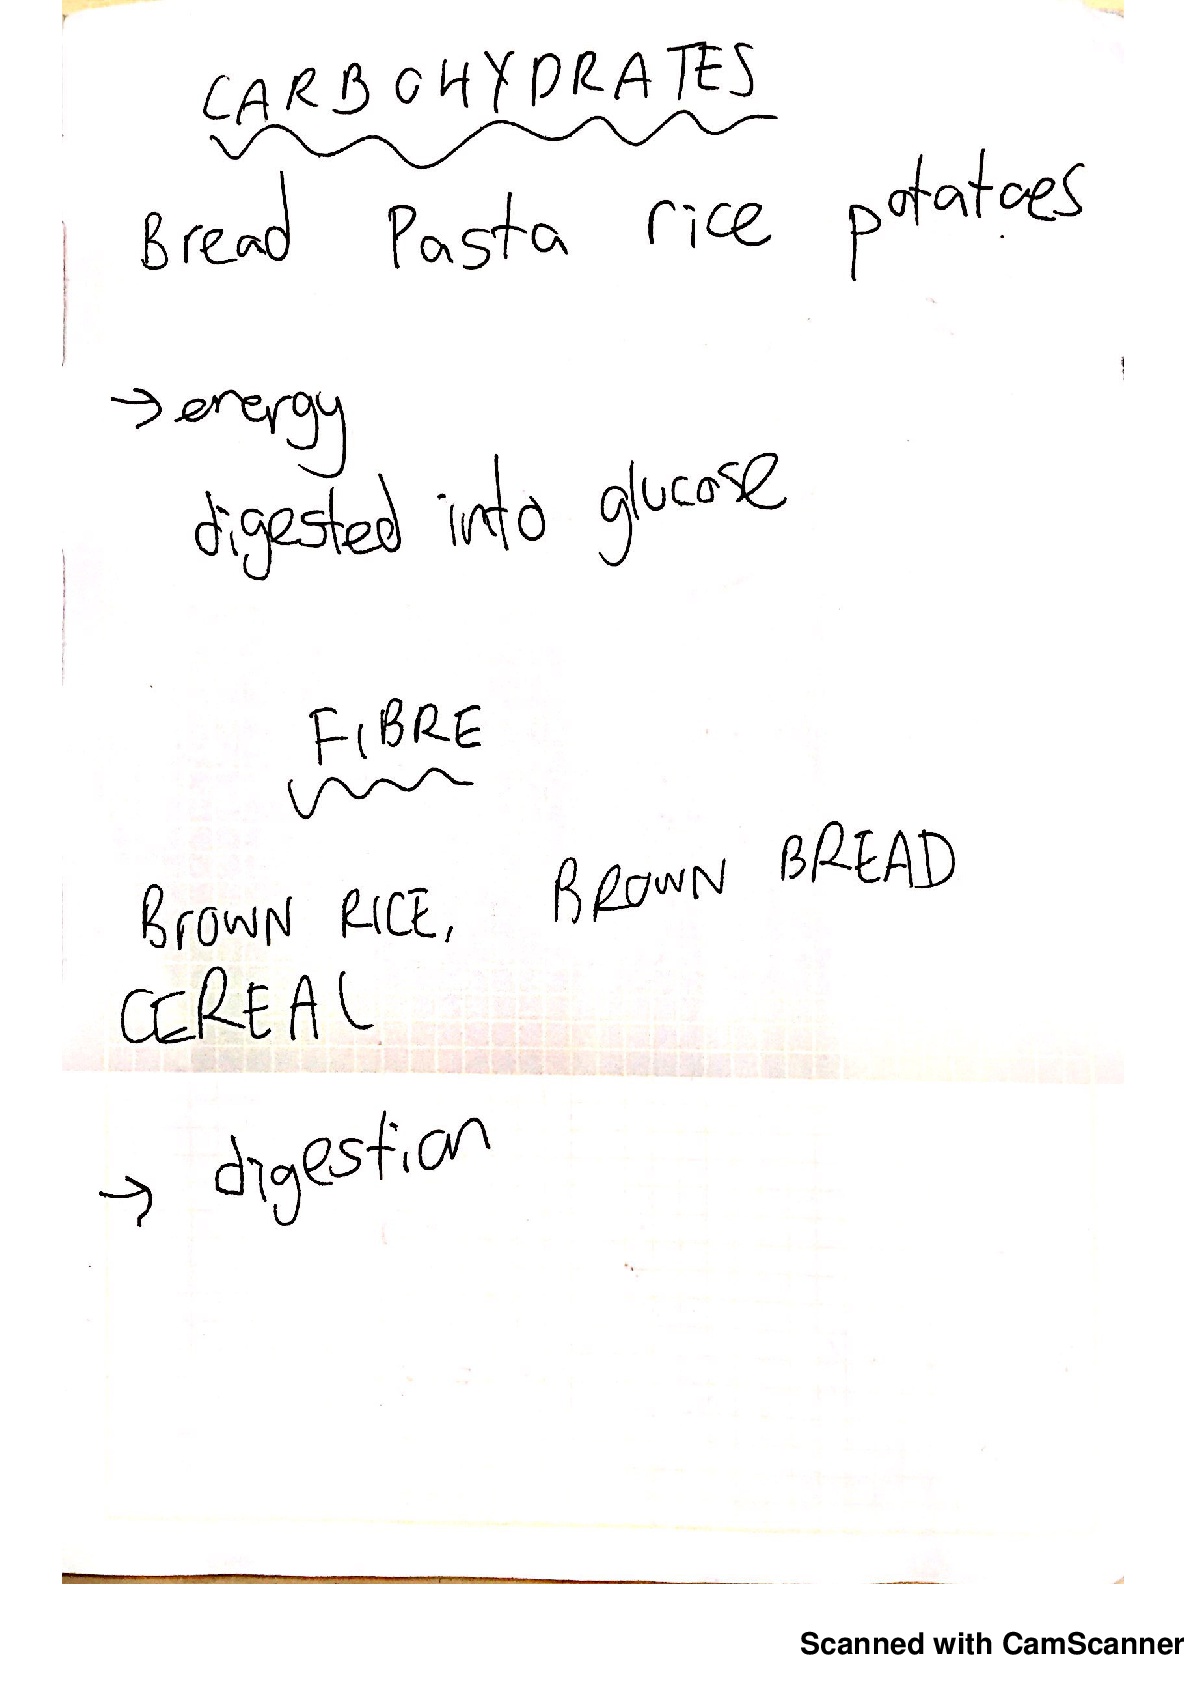 CARBOHYDRATES
Bread Pasta rice potatoes
→ energy
digested into glucose
FIBRE
BROWN RICE, BROWN BREAD
CEREAL
→ digestion
Scanned with CamScanner